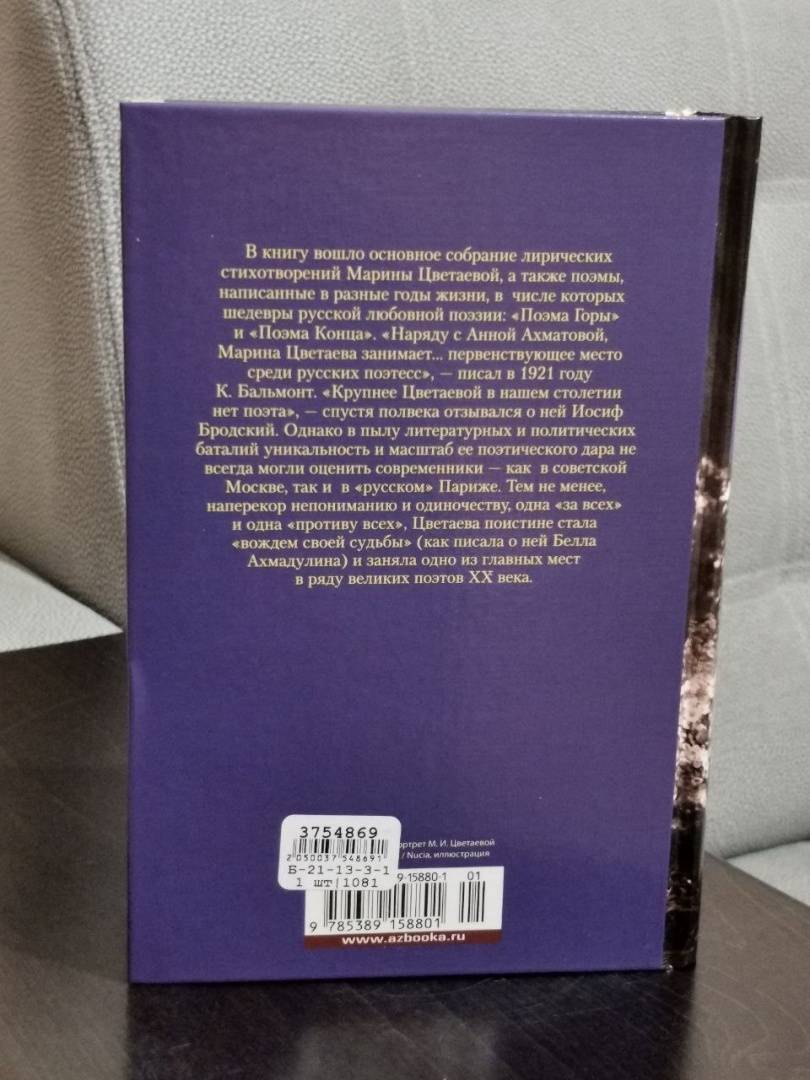 В книгу вошло основное собрание лирических
стихотворений Марины Цветаевой, а также поэмы,
написанные в разные годы жизни, в числе которых
шедевры русской любовной поэзии: «Поэма Горы»
и «Поэма Конца». «Наряду с Анной Ахматовой,
Марина Цветаева занимает... первенствующее место
среди русских поэтесс», — писал в 1921 году
К. Бальмонт. «Крупнее Цветаевой в нашем столетии
нет поэта», — спустя полвека отзывался о ней Иосиф
Бродский. Однако в пылу литературных и политических
баталий уникальность и масштаб ее поэтического дара не
всегда могли оценить современники — как в советской
Москве, так и в «русском» Париже. Тем не менее,
наперекор непониманию и одиночеству, одна «за всех»
и одна «противу всех», Цветаева поистине стала
«вождем своей судьбы» (как писала о ней Белла
Ахмадулина) и заняла одно из главных мест
в ряду великих поэтов XX века.
3754869
2 050037 548691
Б-21-13-3-1
1 шт|1081
ортрет М. И. Цветаевой
/ Nucia, иллюстрация
9-15880-1
01
9 785389 158801
www.azbooka.ru